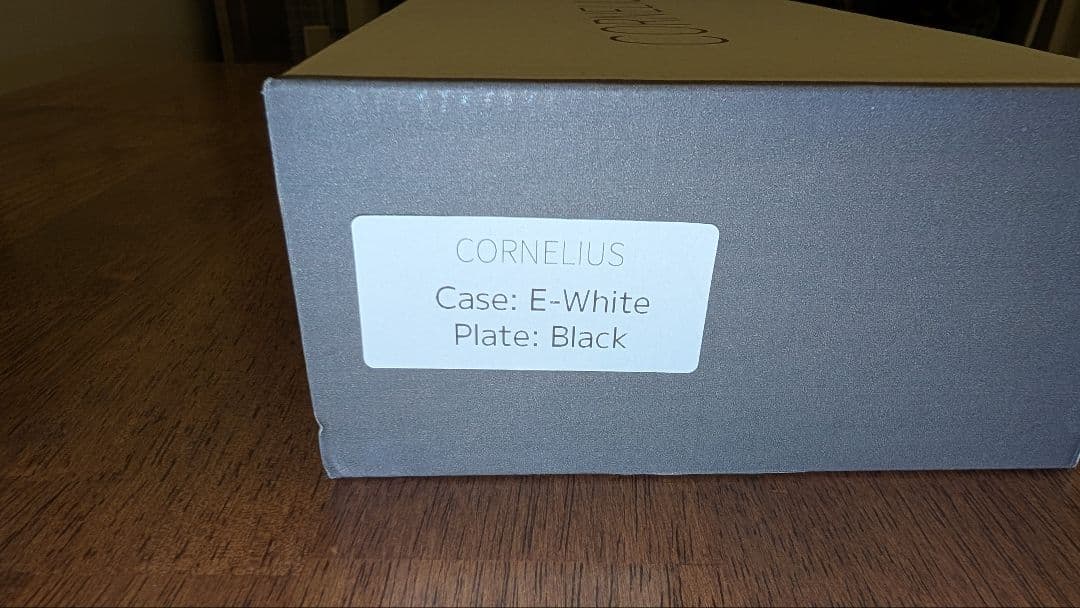 CORNELIUS
Case: E-White
Plate: Black